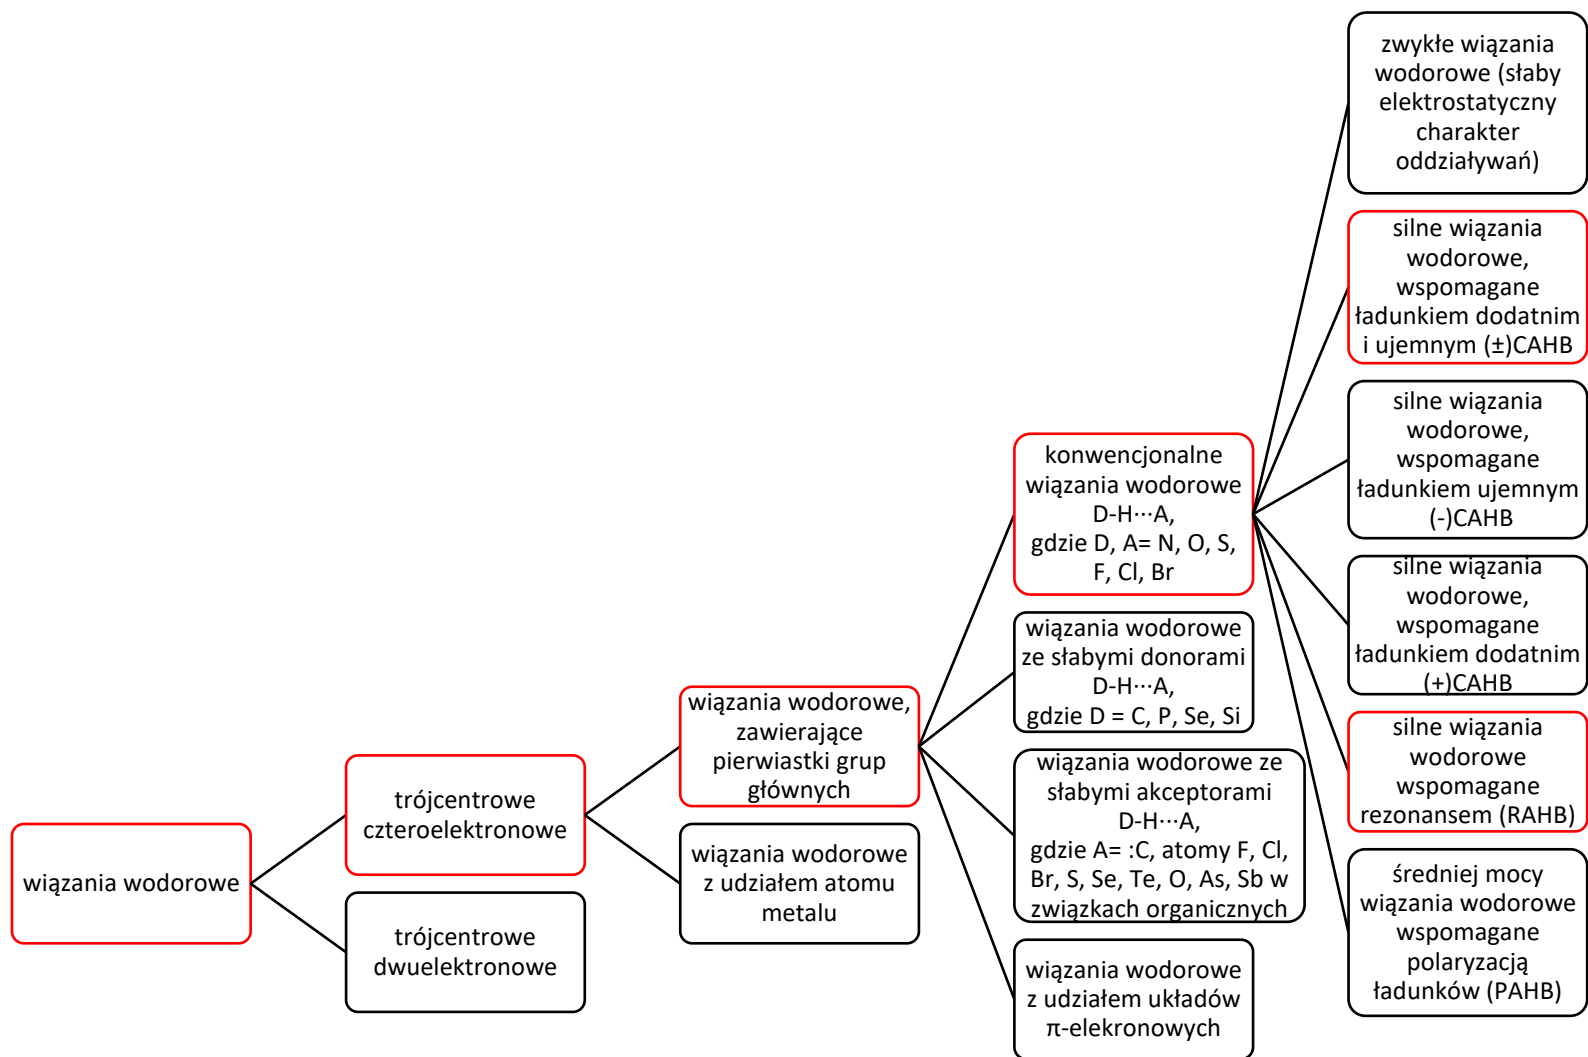 wiązania wodorowe
trójcentrowe
czteroelektronowe
trójcentrowe
dwuelektronowe
wiązania wodorowe,
zawierające
pierwiastki grup
głównych
wiązania wodorowe
z udziałem atomu
metalu
konwencjonalne
wiązania wodorowe
D-H···A,
gdzie D, A= N, O, S,
F, Cl, Br
wiązania wodorowe
ze słabymi donorami
D-H···A,
gdzie D = C, P, Se, Si
wiązania wodorowe ze
słabymi akceptorami
D-H···A,
gdzie A= :C, atomy F, Cl,
Br, S, Se, Te, O, As, Sb w
związkach organicznych
wiązania wodorowe
z udziałem układów
π-elekronowych
zwykłe wiązania
wodorowe (słaby
elektrostatyczny
charakter
oddziaływań)
silne wiązania
wodorowe,
wspomagane
ładunkiem dodatnim
i ujemnym (±)CAHB
silne wiązania
wodorowe,
wspomagane
ładunkiem ujemnym
(-)CAHB
silne wiązania
wodorowe,
wspomagane
ładunkiem dodatnim
(+)CAHB
silne wiązania
wodorowe
wspomagane
rezonansem (RAHB)
średniej mocy
wiązania wodorowe
wspomagane
polaryzacją
ładunków (PAHB)